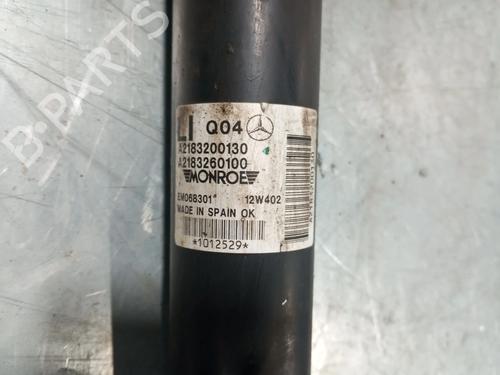 B-PARTS
LI Q04
A2183200130
A2183260100
MONROE
EM068301* 12W402
MADE IN SPAIN OK
*1012529*